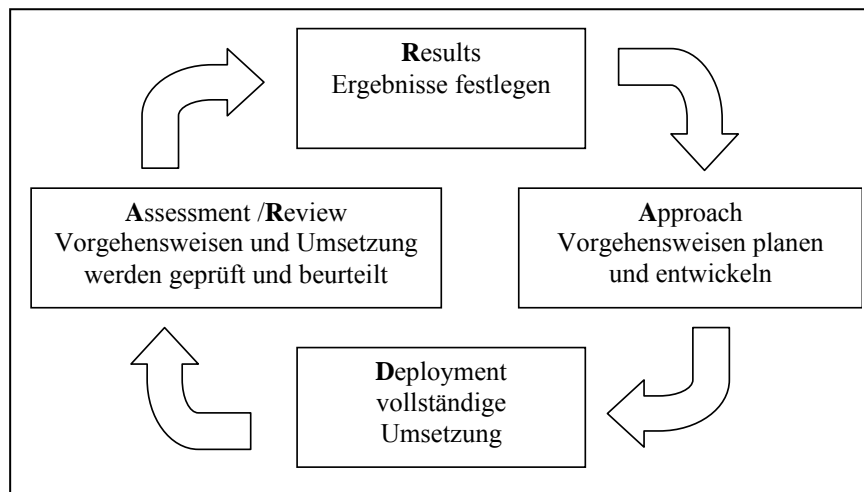 Results
Ergebnisse festlegen
Assessment /Review
Vorgehensweisen und Umsetzung
werden geprüft und beurteilt
Approach
Vorgehensweisen planen
und entwickeln
Deployment
vollständige
Umsetzung